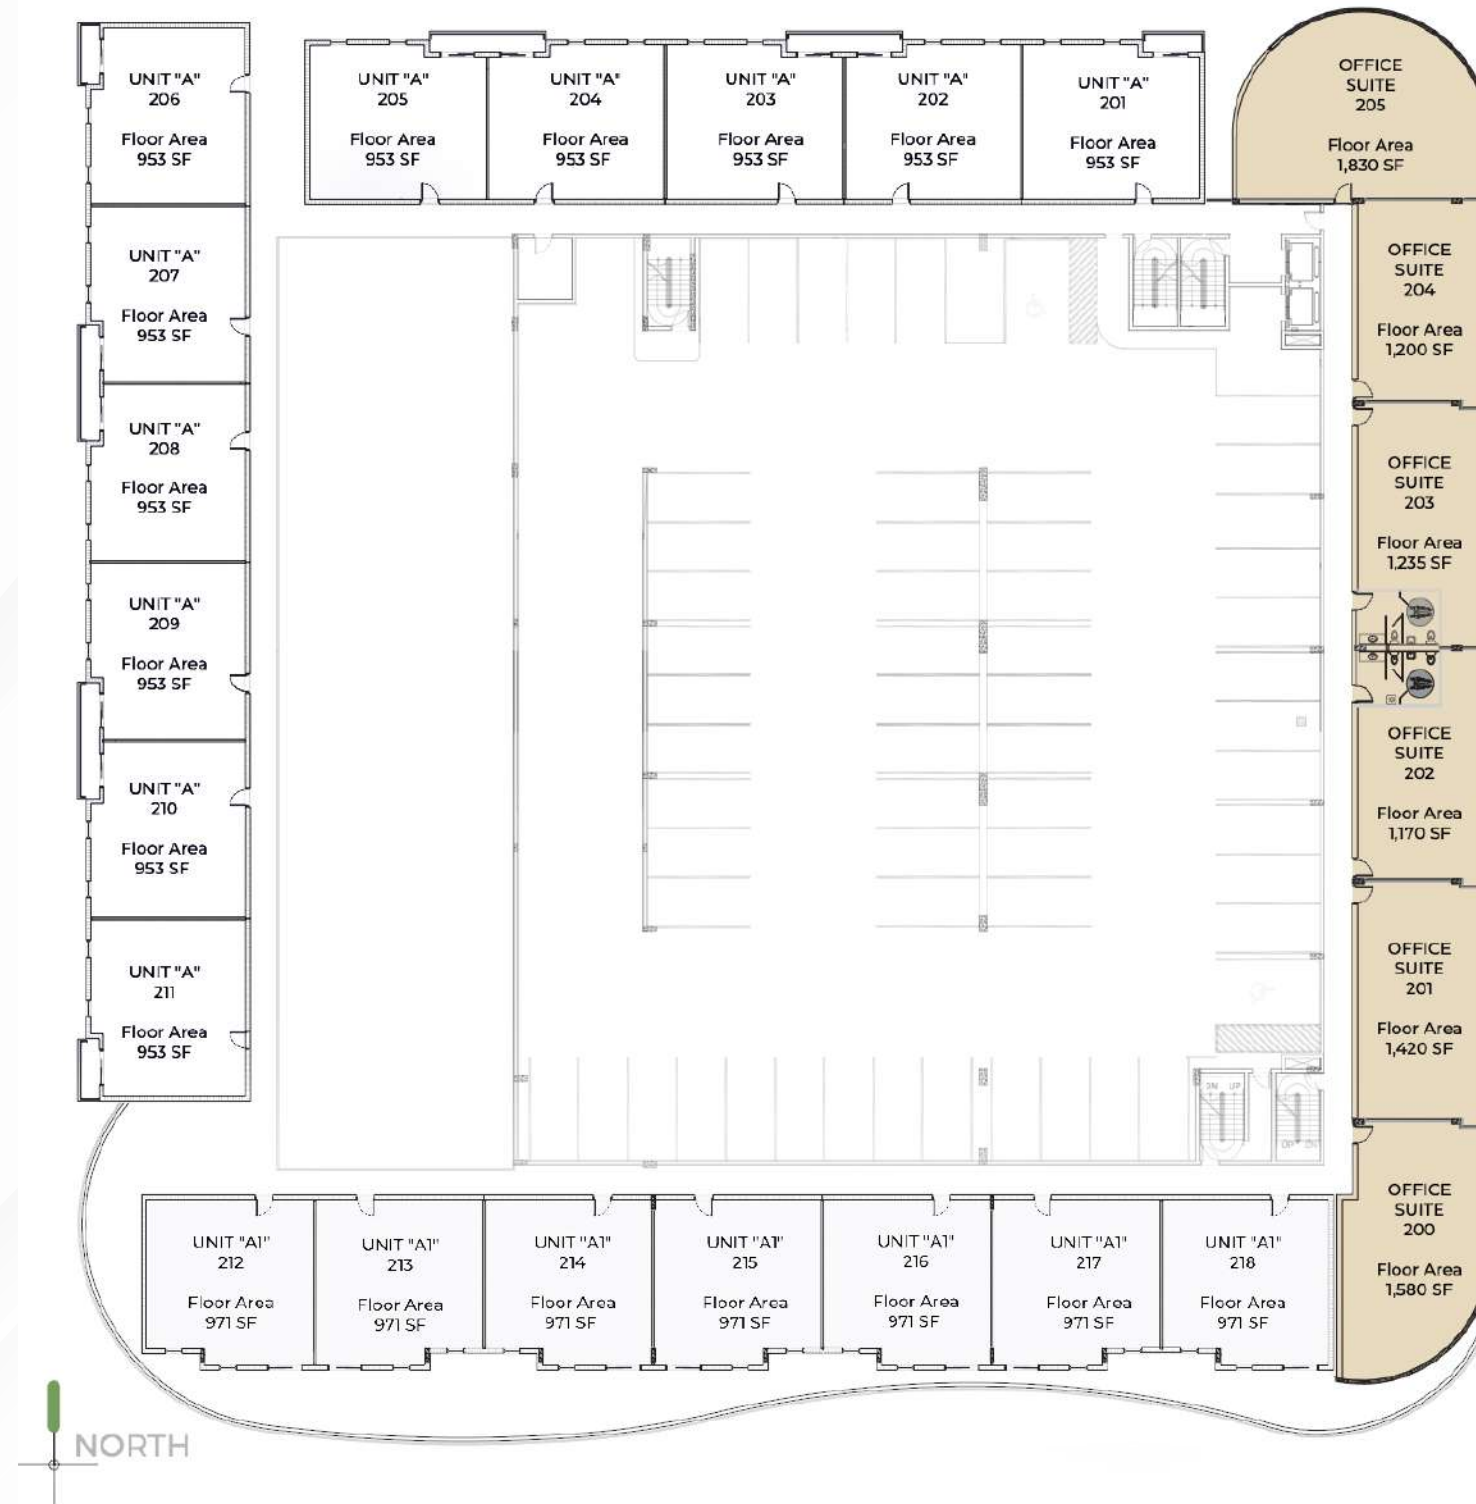 UNIT "A"
206
Floor Area
953 SF
UNIT "A"
205
Floor Area
953 SF
UNIT "A"
204
Floor Area
953 SF
UNIT "A"
203
Floor Area
953 SF
UNIT "A"
202
Floor Area
953 SF
UNIT "A"
201
Floor Area
953 SF
OFFICE
SUITE
205
Floor Area
1,830 SF
UNIT "A"
207
Floor Area
953 SF
UNIT "A"
208
Floor Area
953 SF
UNIT "A"
209
Floor Area
953 SF
UNIT "A"
210
Floor Area
953 SF
UNIT "A"
211
Floor Area
953 SF
OFFICE
SUITE
204
Floor Area
1,200 SF
OFFICE
SUITE
203
Floor Area
1,235 SF
OFFICE
SUITE
202
Floor Area
1,170 SF
OFFICE
SUITE
201
Floor Area
1,420 SF
DN UP
UP DN
OFFICE
SUITE
200
Floor Area
1,580 SF
UNIT "A1"
212
Floor Area
971 SF
UNIT "A1"
213
Floor Area
971 SF
UNIT "A1"
214
Floor Area
971 SF
UNIT "A1"
215
Floor Area
971 SF
UNIT "A1"
216
Floor Area
971 SF
UNIT "A1"
217
Floor Area
971 SF
UNIT "A1"
218
Floor Area
971 SF
NORTH